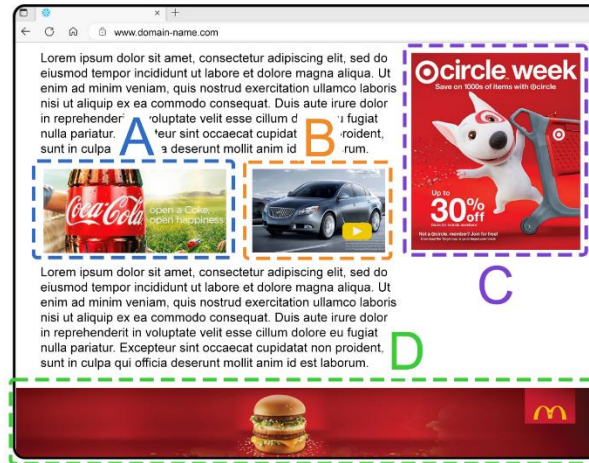 www.domain-name.com
Lorem ipsum dolor sit amet, consectetur adipiscing elit, sed do
eiusmod tempor incididunt ut labore et dolore magna aliqua. Ut
enim ad minim veniam, quis nostrud exercitation ullamco laboris
nisi ut aliquip ex ea commodo consequat. Duis aute irure dolor
in reprehenderit voluptate velit esse cillum fugiat
nulla pariatur. cupidat proident,
sunt in culpa deserunt mollit anim id
A
B
Coca-Cola
open a Coke,
open happiness
circle week
Save on 1000s of items with circle
Up to
30%
off
Not a circle member? Join for free!
C
Lorem ipsum dolor sit amet, consectetur adipiscing elit, sed do
eiusmod tempor incididunt ut labore et dolore magna aliqua. Ut
enim ad minim veniam, quis nostrud exercitation ullamco laboris
nisi ut aliquip ex ea commodo consequat. Duis aute irure dolor
in reprehenderit in voluptate velit esse cillum dolore eu fugiat
nulla pariatur. Excepteur sint occaecat cupidatat non proident,
sunt in culpa qui officia deserunt mollit anim id est laborum.
D